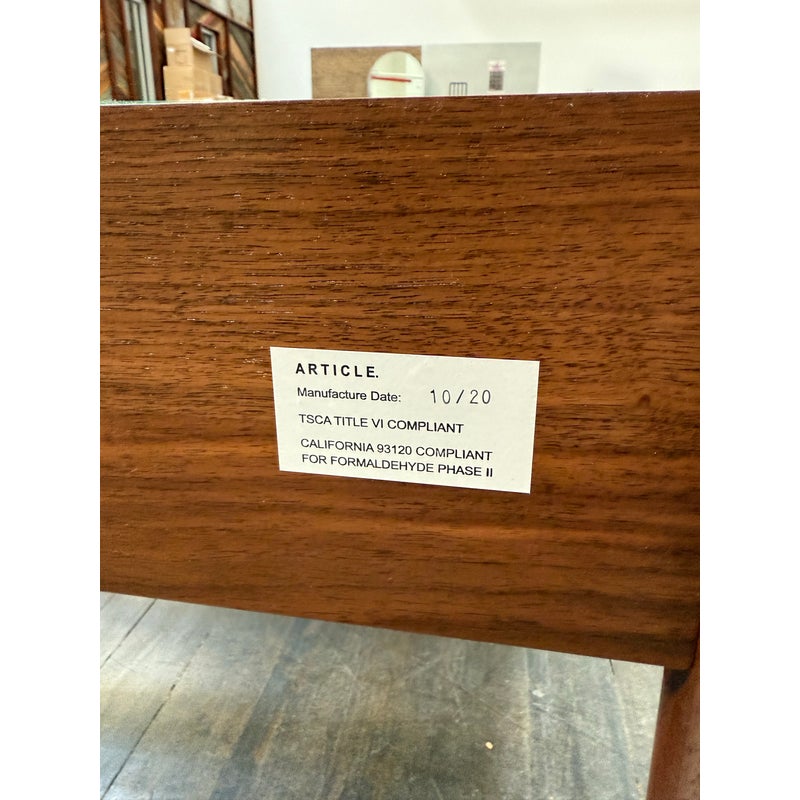 ARTICLE.
Manufacture Date: 10/20
TSCA TITLE VI COMPLIANT
CALIFORNIA 93120 COMPLIANT
FOR FORMALDEHYDE PHASE II